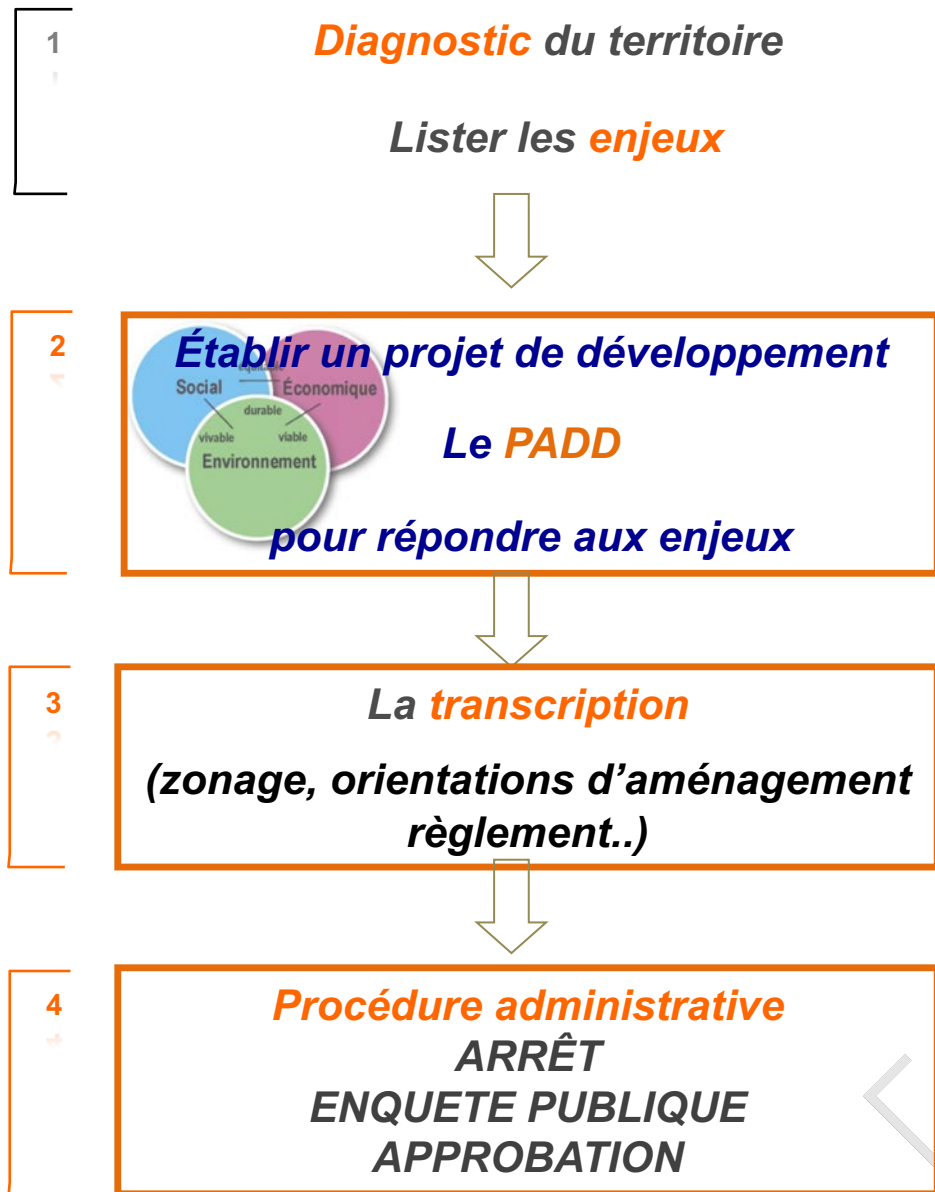 1
Diagnostic du territoire
Lister les enjeux
2
Établir un projet de développement
équitable
Social
Économique
durable
vivable
viable
Environnement
Le PADD
pour répondre aux enjeux
3
La transcription
(zonage, orientations d’aménagement
règlement..)
4
Procédure administrative
ARRÊT
ENQUETE PUBLIQUE
APPROBATION